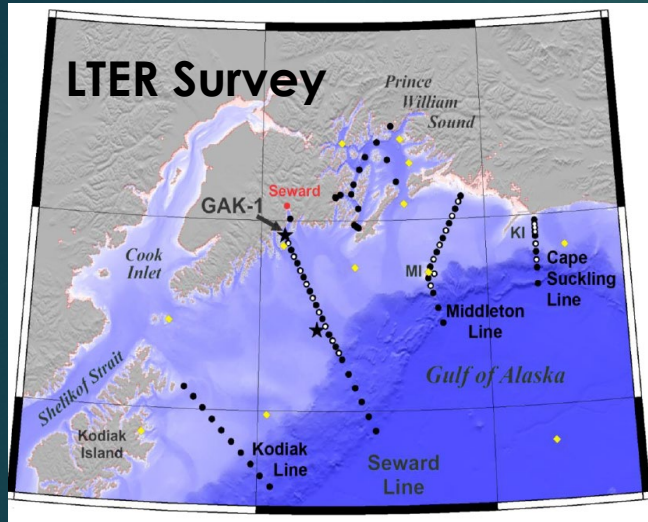 LTER Survey
Prince
William
Sound
Seward
GAK-1
Cook
Inlet
KI
MI
Cape
Suckling
Line
Middleton
Line
Shelikof Strait
Gulf of Alaska
Kodiak
Island
Kodiak
Line
Seward
Line